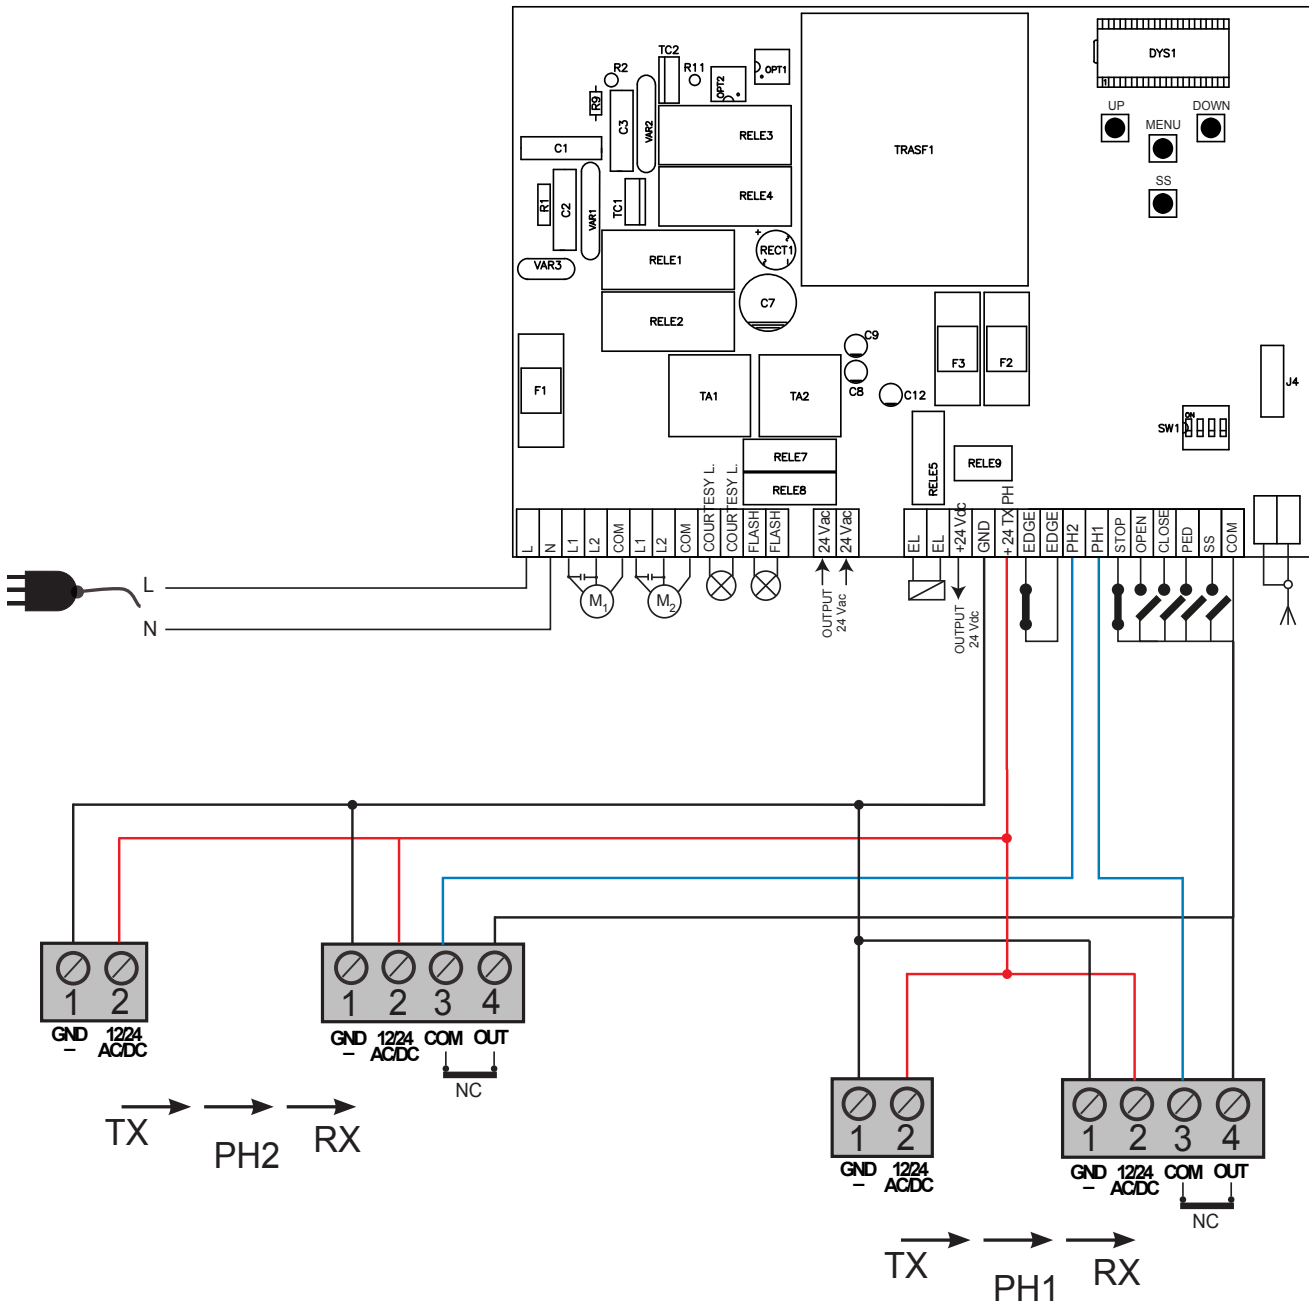 DYS1
1
UP
DOWN
MENU
SS
TC2
R2
R11
OPT2
OPT1
R9
C3
VAR2
RELE3
C1
TRASF1
RELE4
R1
C2
VAR1
TC1
+
RECT1
RELE1
VAR3
C7
RELE2
C9
F3
F2
F1
TA1
TA2
C8
C12
J4
ON
SW1
RELE7
RELE8
RELE5
RELE9
L
N
L1
L2
COM
L1
L2
COM
COURTESY L.
COURTESY L.
FLASH
FLASH
24 Vac
24 Vac
EL
EL
+24 Vdc
GND
+ 24 TX PH
EDGE
EDGE
PH2
PH1
STOP
OPEN
CLOSE
PED
SS
COM
L
N
M1
M2
OUTPUT
24 Vac
OUTPUT
24 Vdc
1 2
GND 12/24
– AC/DC
1 2 3 4
GND 12/24 COM OUT
– AC/DC
NC
TX PH2 RX
1 2
GND 12/24
– AC/DC
1 2 3 4
GND 12/24 COM OUT
– AC/DC
NC
TX PH1 RX